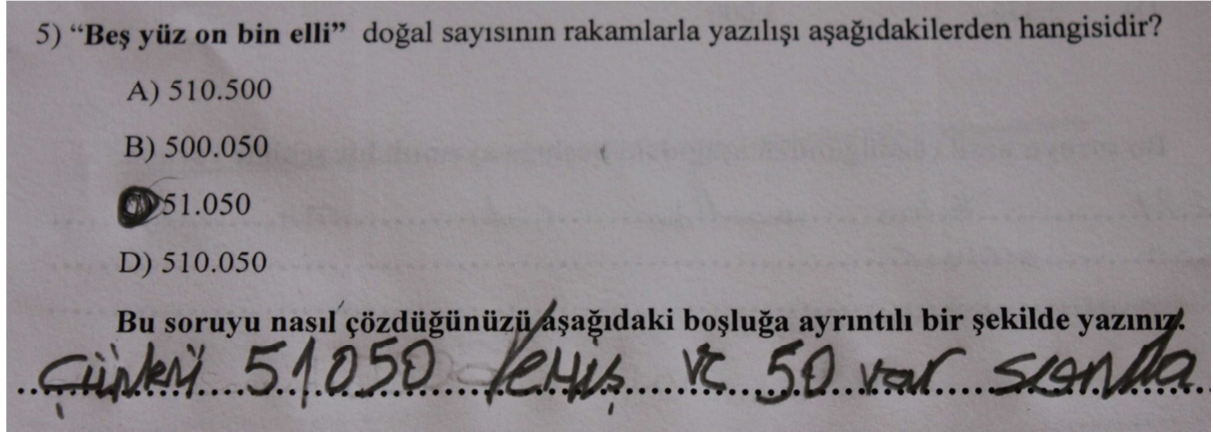 5) “Beş yüz on bin elli” doğal sayısının rakamlarla yazılışı aşağıdakilerden hangisidir?
A) 510.500
B) 500.050
51.050
D) 510.050
Bu soruyu nasıl çözdüğünüzü aşağıdaki boşluğa ayrıntılı bir şekilde yazınız.
Çünkü 51050 ve 50 var